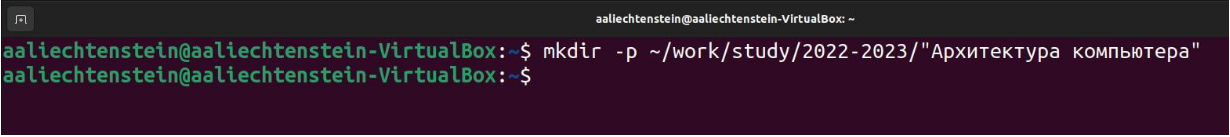 aaliechtenstein@aaliechtenstein-VirtualBox: ~
aaliechtenstein@aaliechtenstein-VirtualBox:~$ mkdir -p ~/work/study/2022-2023/"Архитектура компьютера"
aaliechtenstein@aaliechtenstein-VirtualBox:~$